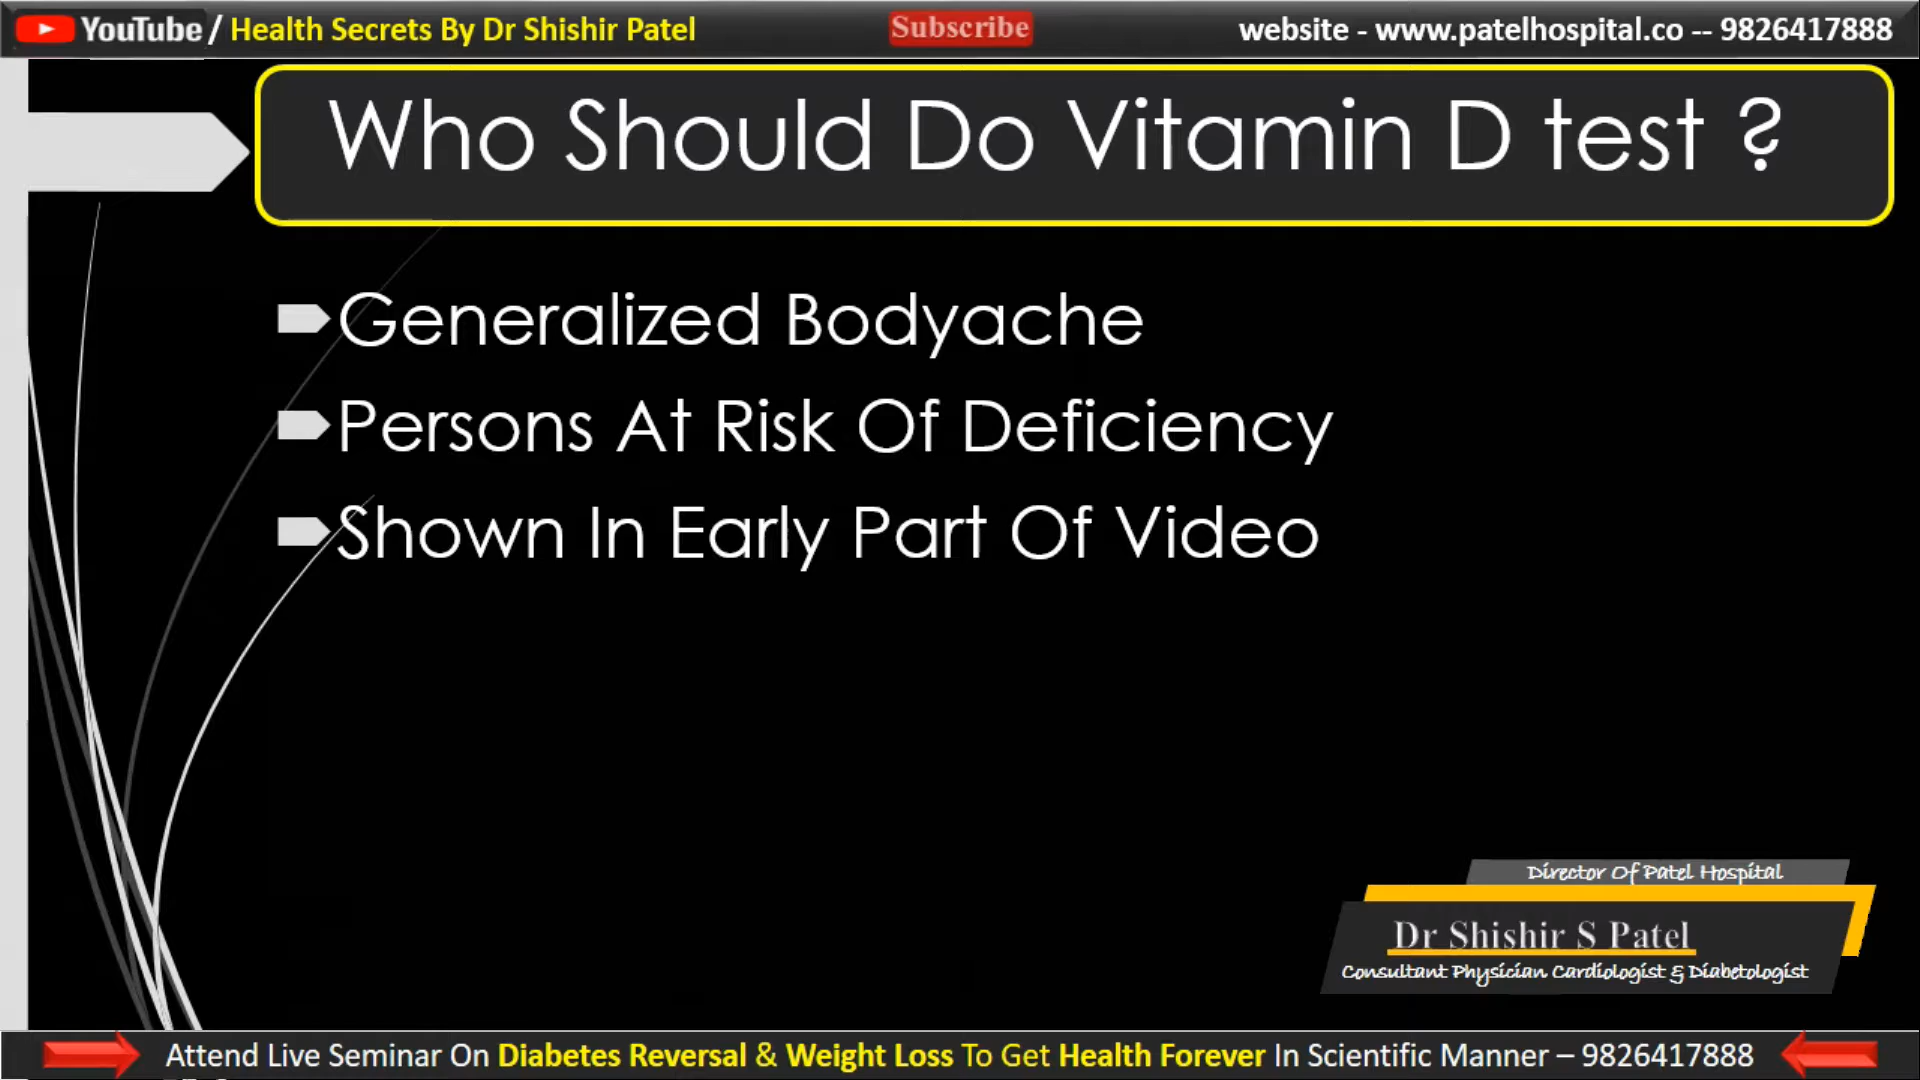 YouTube / Health Secrets By Dr Shishir Patel
Subscribe
website - www.patelhospital.co -- 9826417888
Who Should Do Vitamin D test ?
Generalized Bodyache
Persons At Risk Of Deficiency
Shown In Early Part Of Video
Director Of Patel Hospital
Dr Shishir S Patel
Consultant Physician Cardiologist & Diabetologist
Attend Live Seminar On Diabetes Reversal & Weight Loss To Get Health Forever In Scientific Manner – 9826417888